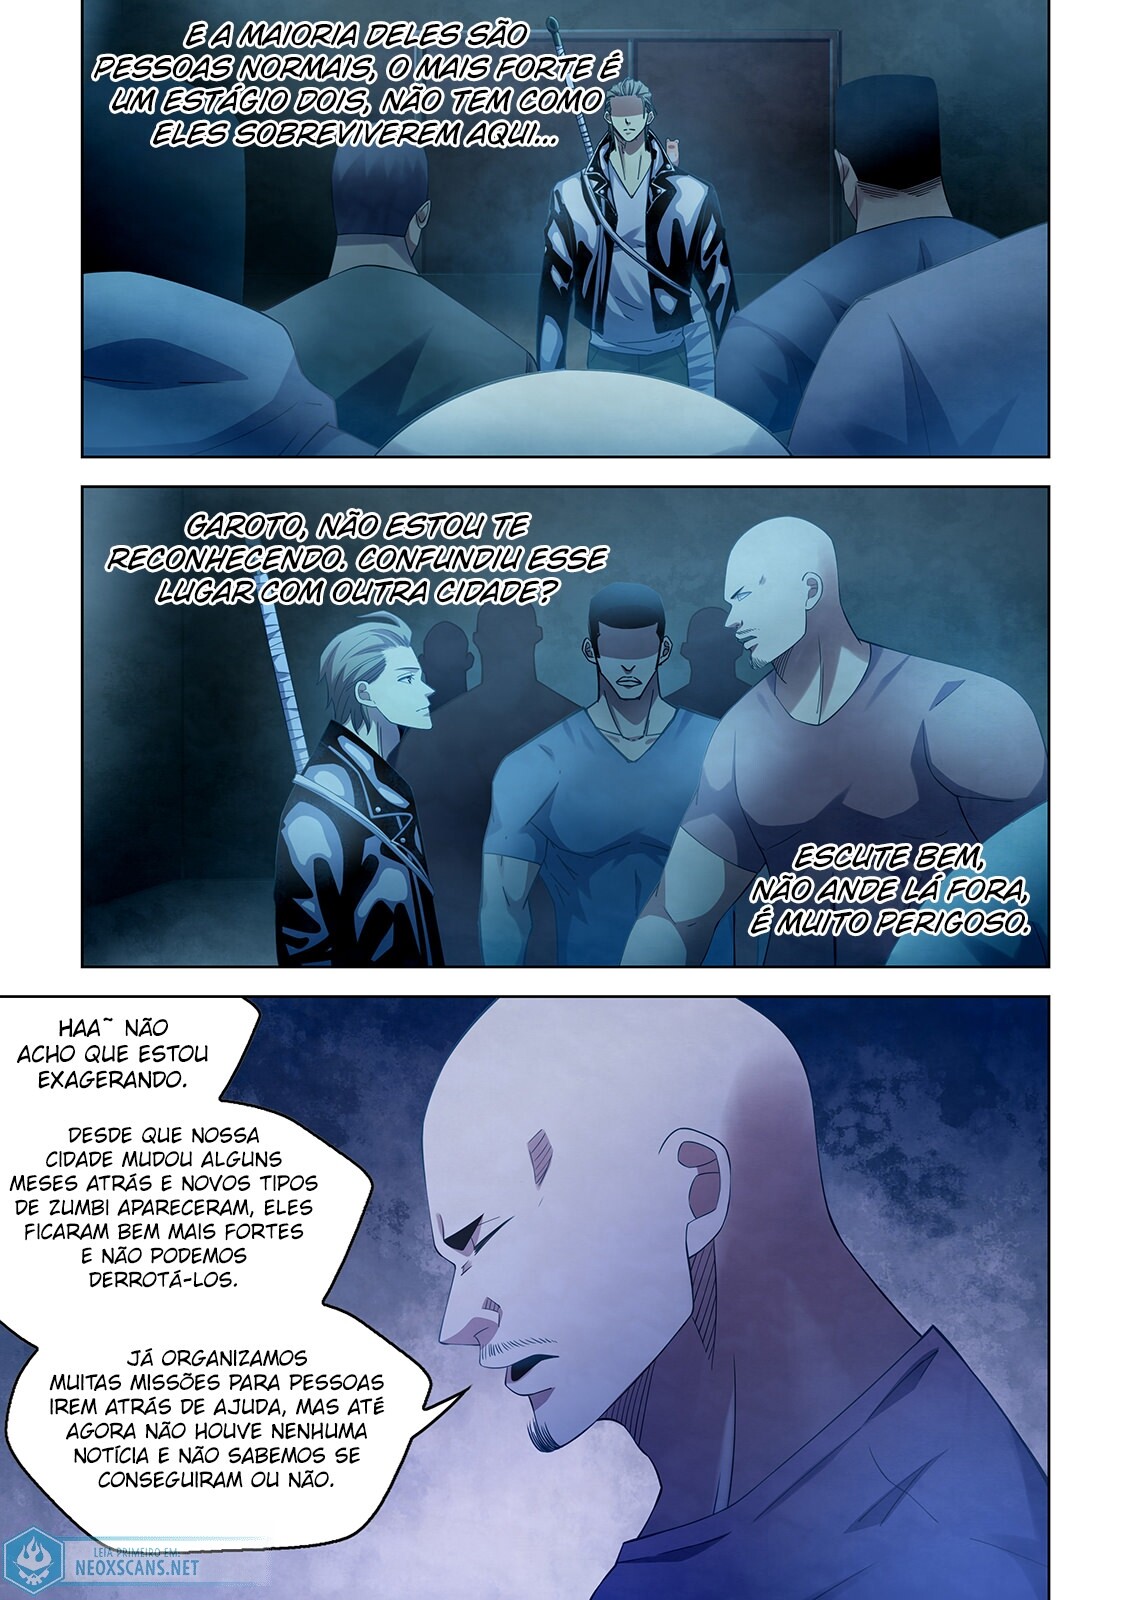 E A MAIORIA DELES SÃO
PESSOAS NORMAIS, O MAIS FORTE É
UM ESTÁGIO DOIS, NÃO TEM COMO
ELES SOBREVIVEREM AQUI...
GAROTO, NÃO ESTOU TE
RECONHECENDO. CONFUNDIU ESSE
LUGAR COM OUTRA CIDADE?
ESCUTE BEM,
NÃO ANDE LÁ FORA,
É MUITO PERIGOSO.
HAA~ NÃO
ACHO QUE ESTOU
EXAGERANDO.
DESDE QUE NOSSA
CIDADE MUDOU ALGUNS
MESES ATRÁS E NOVOS TIPOS
DE ZUMBI APARECERAM, ELES
FICARAM BEM MAIS FORTES
E NÃO PODEMOS
DERROTÁ-LOS.
JÁ ORGANIZAMOS
MUITAS MISSÕES PARA PESSOAS
IREM ATRÁS DE AJUDA, MAS ATÉ
AGORA NÃO HOUVE NENHUMA
NOTÍCIA E NÃO SABEMOS SE
CONSEGUIRAM OU NÃO.
LEIA PRIMEIRO EM:
NEOXSCANS.NET